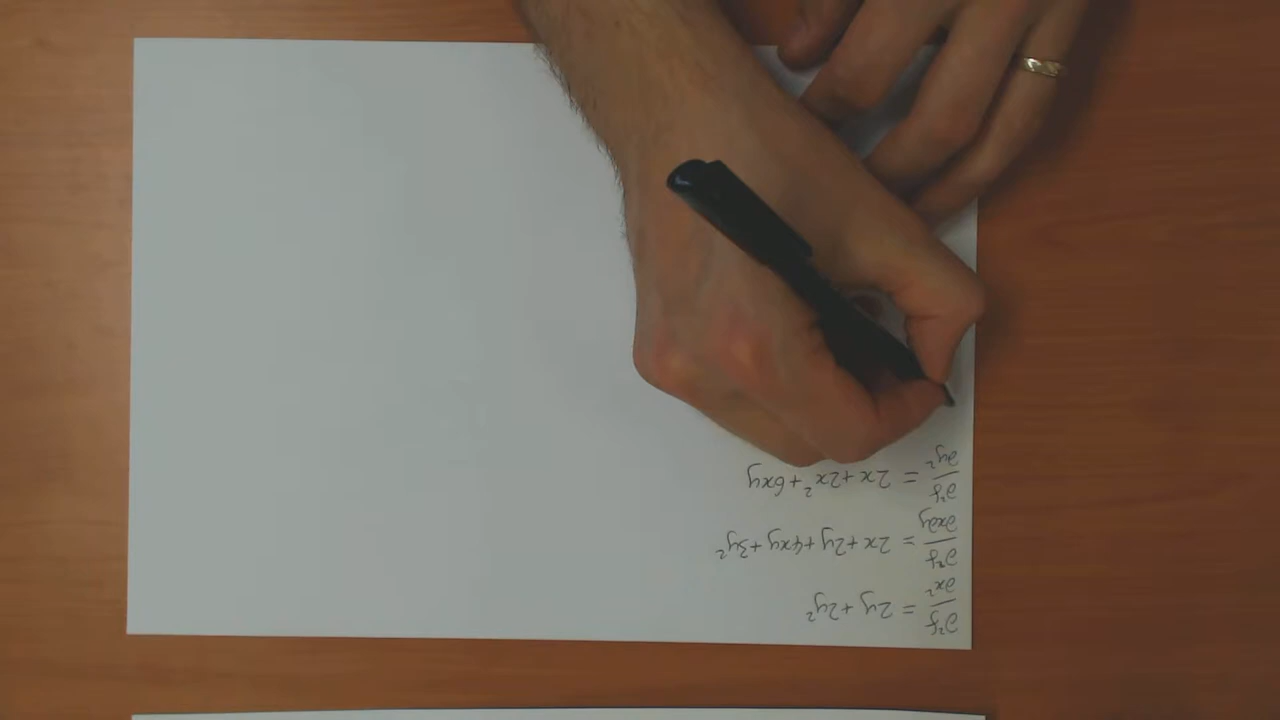 ∂²f/∂x² = 2y + 2y²
∂²f/∂x∂y = 2x + 2y + 4xy + 3y²
∂²f/∂y² = 2x + 2x² + 6xy